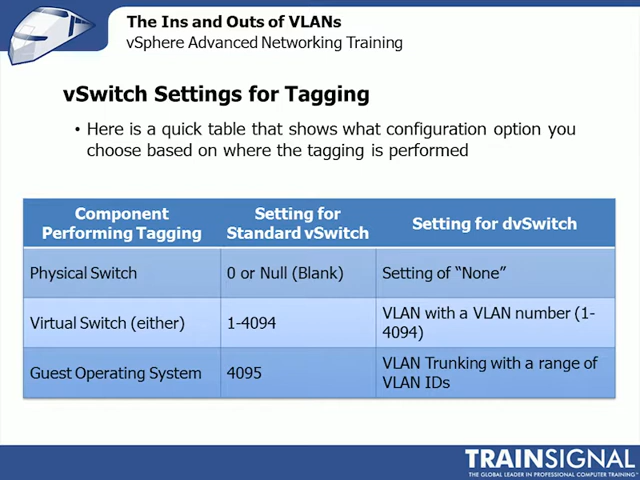 The Ins and Outs of VLANs
vSphere Advanced Networking Training
vSwitch Settings for Tagging
• Here is a quick table that shows what configuration option you
choose based on where the tagging is performed
Component
Performing Tagging
Setting for
Standard vSwitch
Setting for dvSwitch
Physical Switch
0 or Null (Blank)
Setting of “None”
Virtual Switch (either)
1-4094
VLAN with a VLAN number (1-
4094)
Guest Operating System
4095
VLAN Trunking with a range of
VLAN IDs
TRAINSIGNAL
THE GLOBAL LEADER IN PROFESSIONAL COMPUTER TRAINING